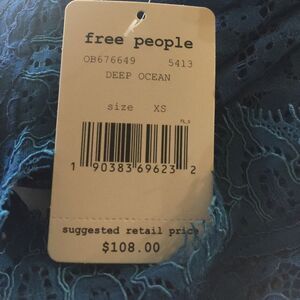 free people
OB676649 5413
DEEP OCEAN
size XS
1 90383 69623 2
suggested retail price
$108.00